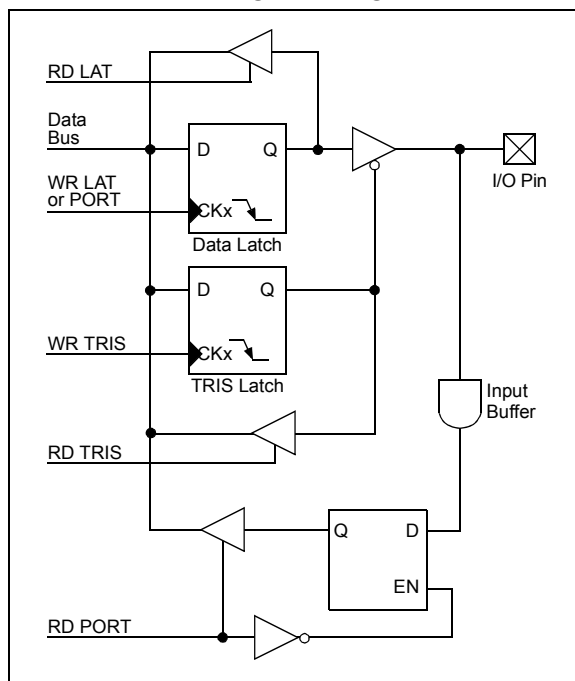 RD LAT
Data
Bus
D
Q
I/O Pin
WR LAT
or PORT
CKx
Data Latch
D
Q
WR TRIS
CKx
TRIS Latch
Input
Buffer
RD TRIS
Q
D
EN
RD PORT